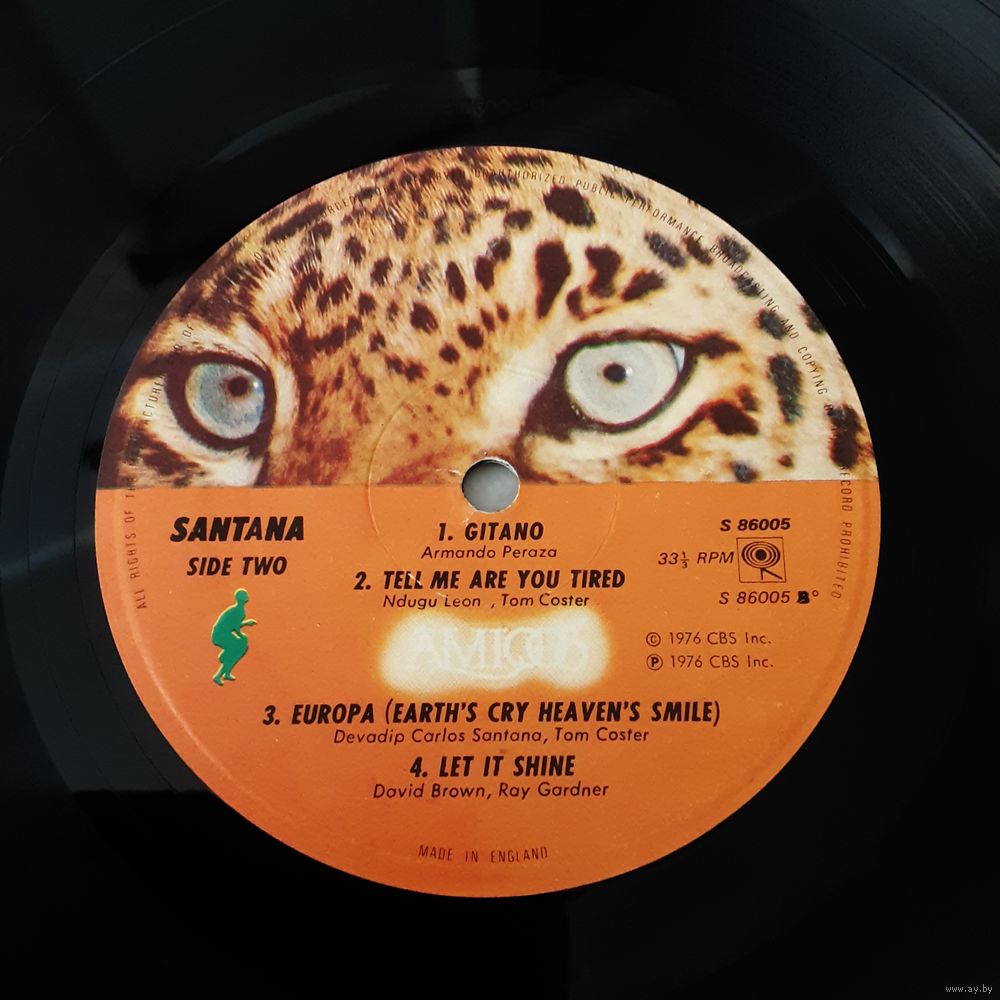 SANTANA
SIDE TWO
1. GITANO
Armando Peraza
2. TELL ME ARE YOU TIRED
Ndugu Leon , Tom Coster
AMIGOS
3. EUROPA (EARTH'S CRY HEAVEN'S SMILE)
Devadip Carlos Santana, Tom Coster
4. LET IT SHINE
David Brown, Ray Gardner
S 86005
33⅓ RPM
S 86005 B°
© 1976 CBS Inc.
℗ 1976 CBS Inc.
MADE IN ENGLAND
ALL RIGHTS OF UNAUTHORIZED PUBLIC PERFORMANCE BROADCASTING AND COPYING RECORD PROHIBITED
www.ay.by